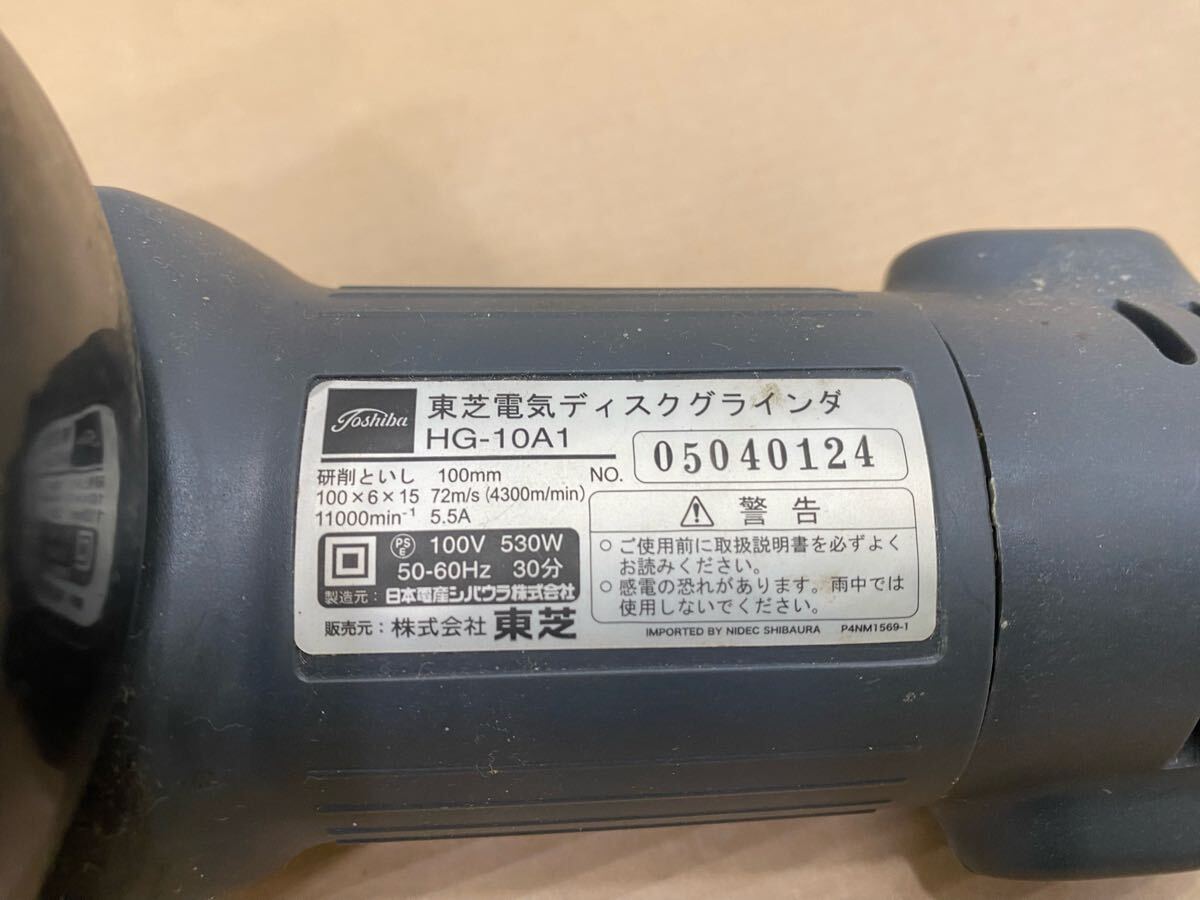 Toshiba
東芝電気ディスクグラインダ
HG-10A1
NO. 05040124
研削といし 100mm
100×6×15 72m/s (4300m/min)
11000min⁻¹ 5.5A
PS
E
100V 530W
50-60Hz 30分
製造元：日本電産シバウラ株式会社
販売元：株式会社 東芝
警告
○ご使用前に取扱説明書を必ずよく
お読みください。
○感電の恐れがあります。雨中では
使用しないでください。
IMPORTED BY NIDEC SHIBAURA P4NM1569-1